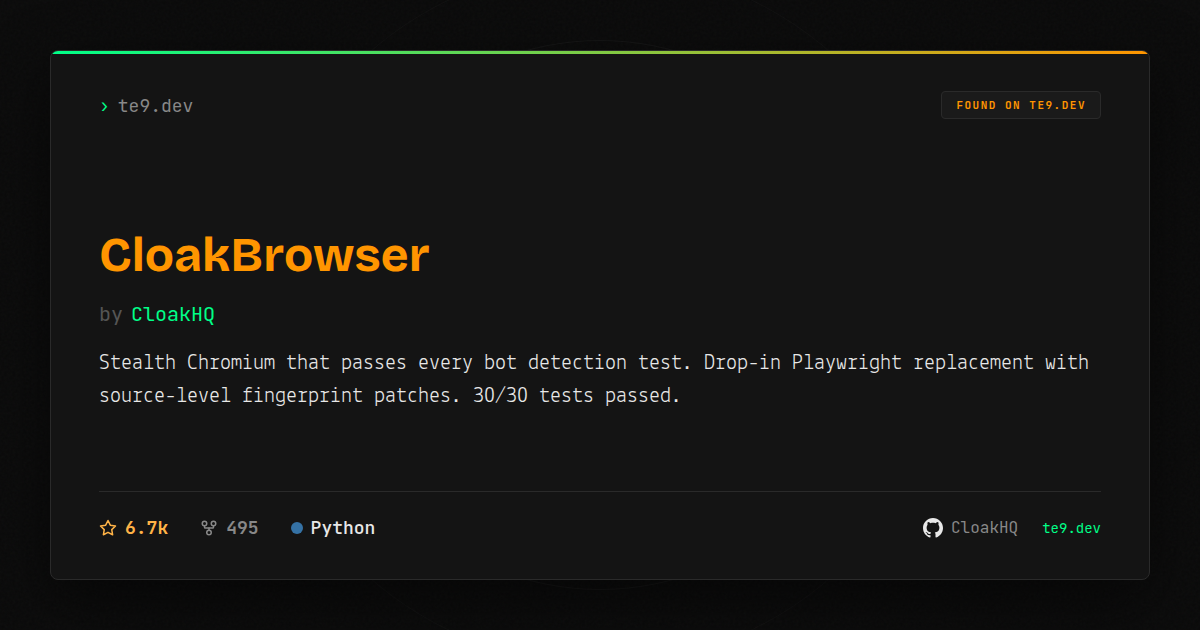 › te9.dev
FOUND ON TE9.DEV
CloakBrowser
by CloakHQ
Stealth Chromium that passes every bot detection test. Drop-in Playwright replacement with
source-level fingerprint patches. 30/30 tests passed.
6.7k 495 Python
CloakHQ te9.dev